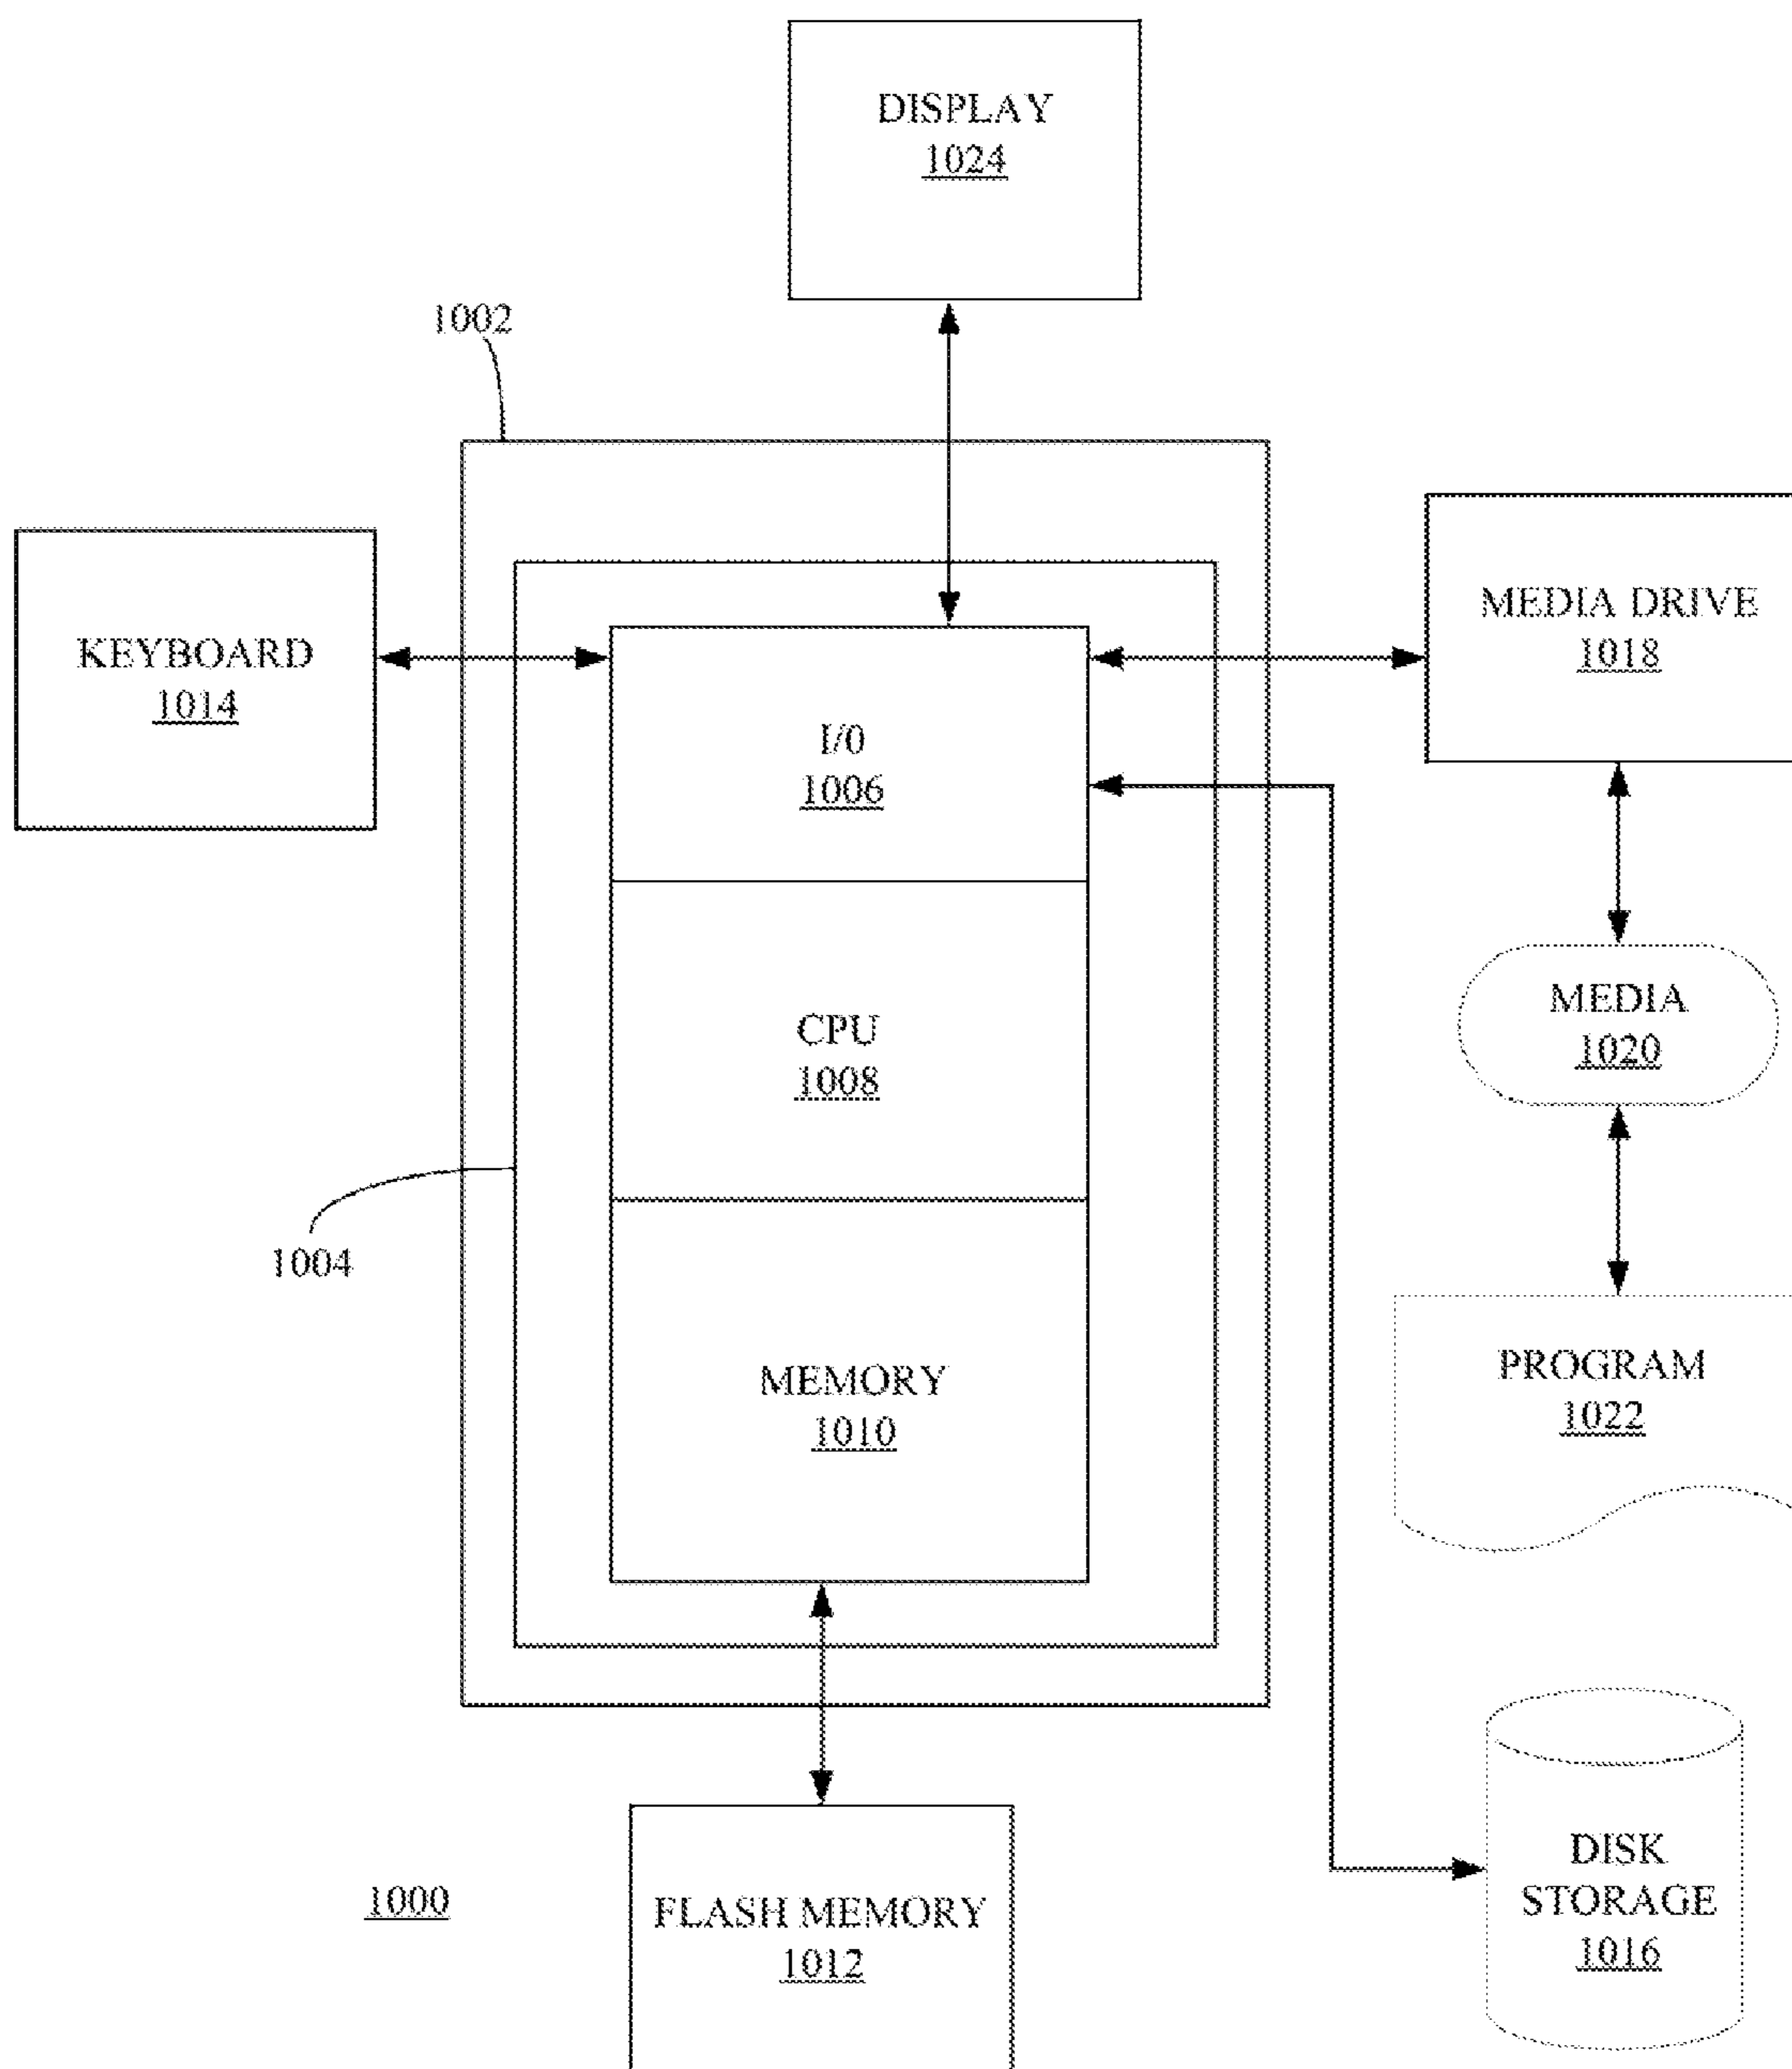 DISPLAY
1024
1002
KEYBOARD
1014
I/0
1006
MEDIA DRIVE
1018
CPU
1008
MEDIA
1020
1004
MEMORY
1010
PROGRAM
1022
1000
FLASH MEMORY
1012
DISK
STORAGE
1016